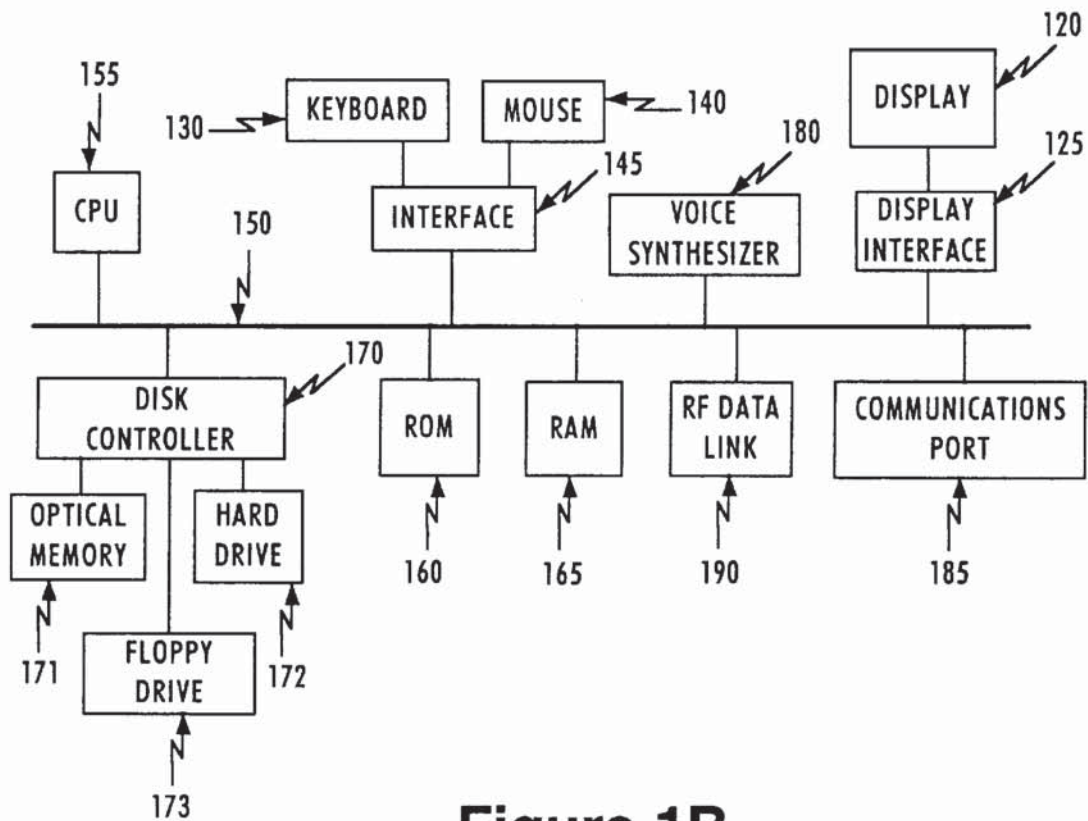 120
155
KEYBOARD
MOUSE
140
DISPLAY
130
180
125
145
CPU
INTERFACE
VOICE
SYNTHESIZER
DISPLAY
INTERFACE
150
170
DISK
CONTROLLER
ROM
RAM
RF DATA
LINK
COMMUNICATIONS
PORT
OPTICAL
MEMORY
HARD
DRIVE
160
165
190
185
171
FLOPPY
DRIVE
172
173
Figure 1B